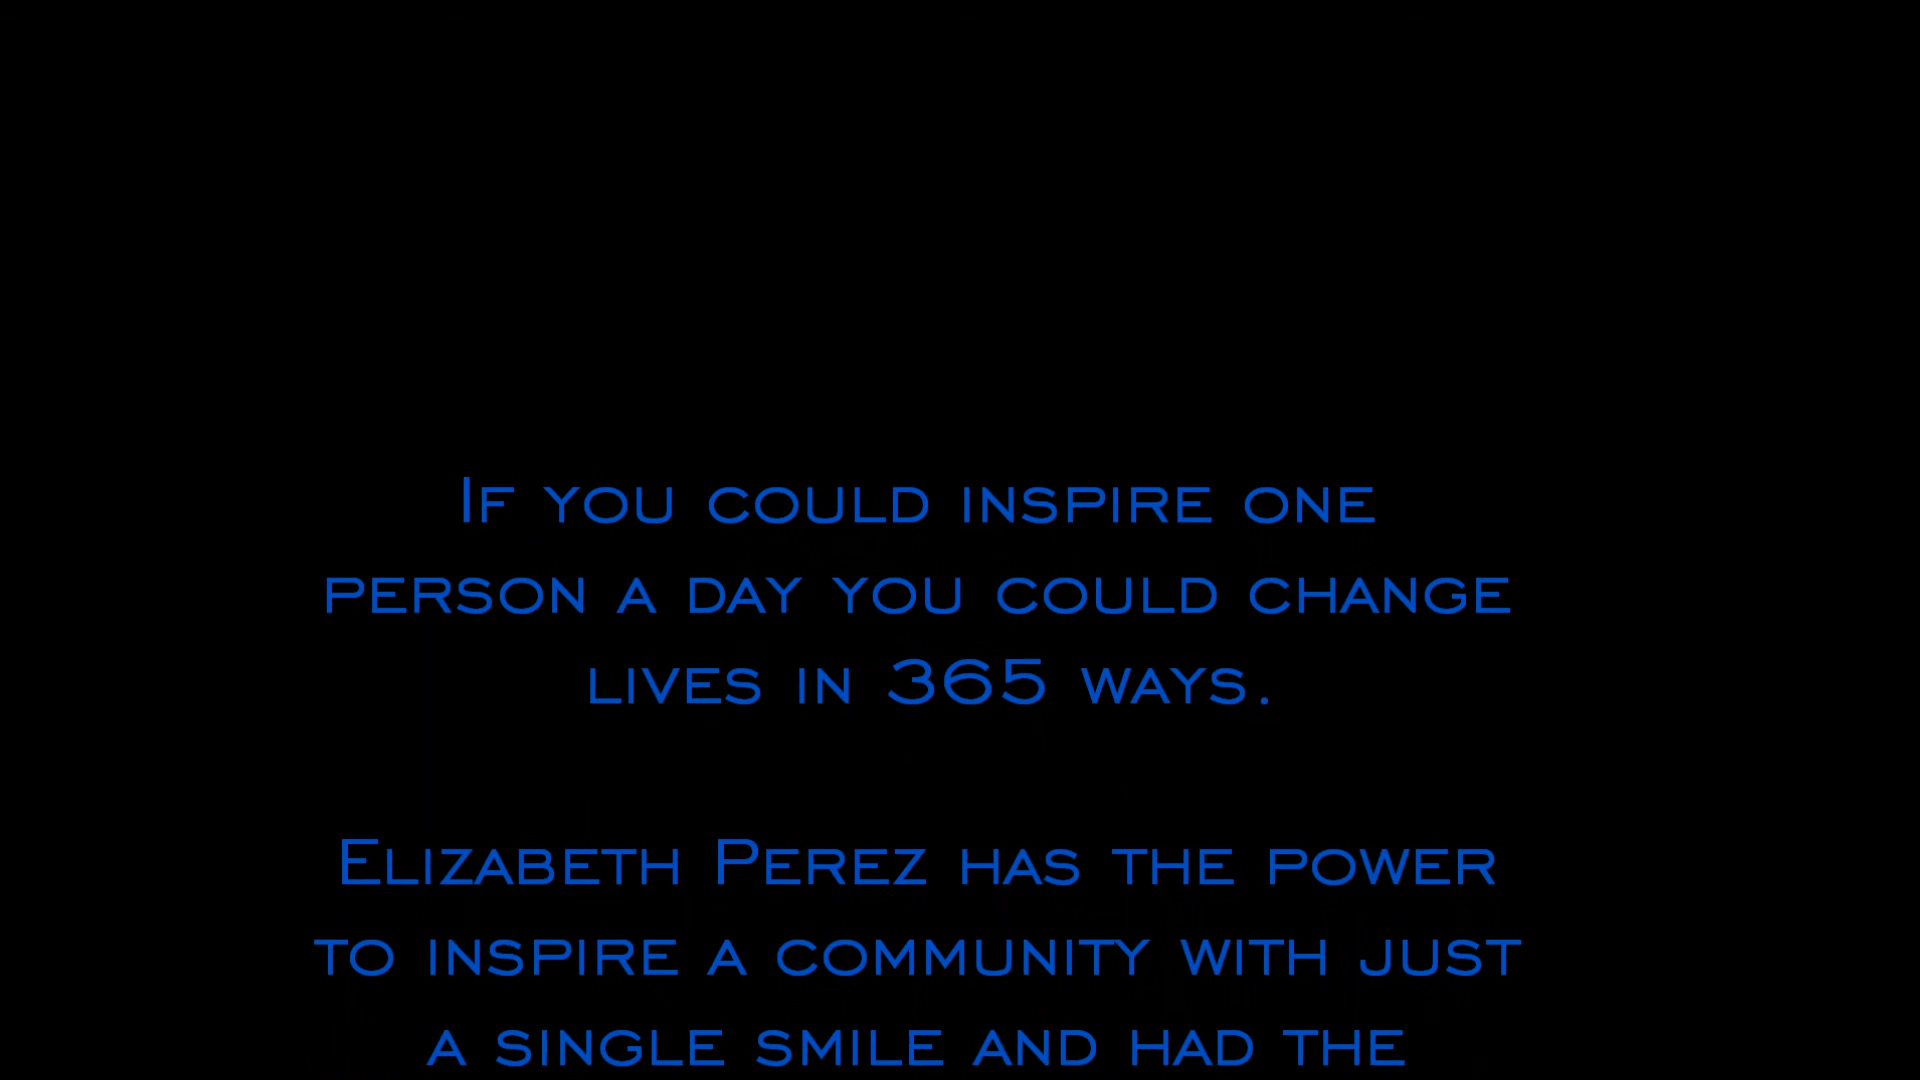 If you could inspire one
person a day you could change
lives in 365 ways.
Elizabeth Perez has the power
to inspire a community with just
a single smile and had the